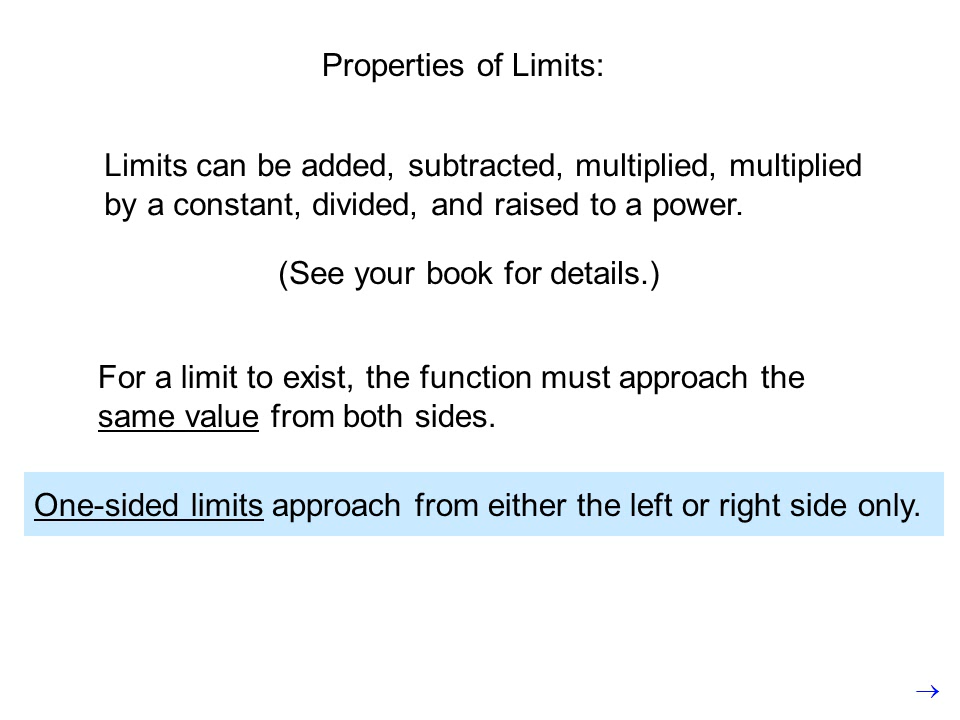 Properties of Limits:
Limits can be added, subtracted, multiplied, multiplied
by a constant, divided, and raised to a power.
(See your book for details.)
For a limit to exist, the function must approach the
same value from both sides.
One-sided limits approach from either the left or right side only.
→